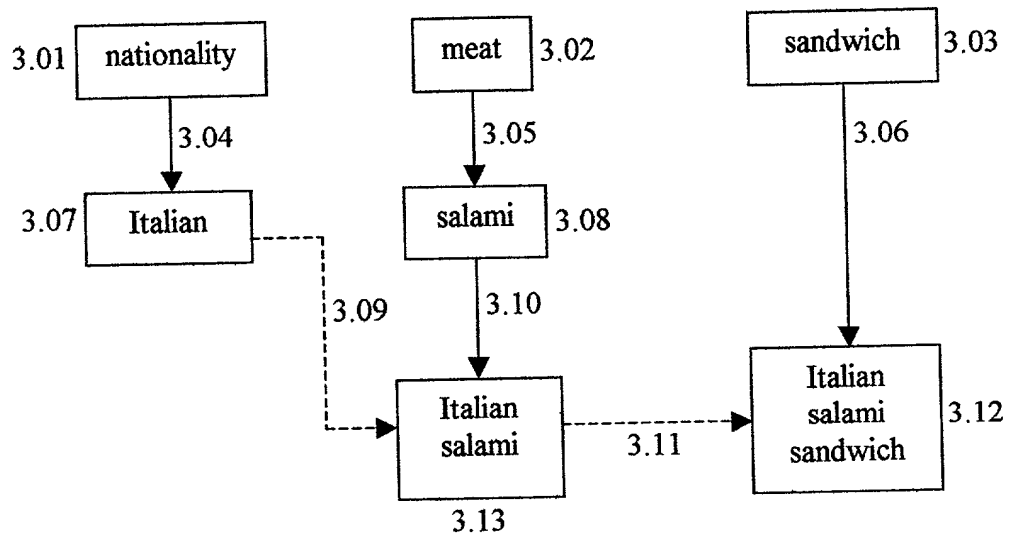 3.01
nationality
meat
3.02
sandwich
3.03
3.04
3.05
3.06
3.07
Italian
salami
3.08
3.09
3.10
Italian
salami
3.11
Italian
salami
sandwich
3.12
3.13